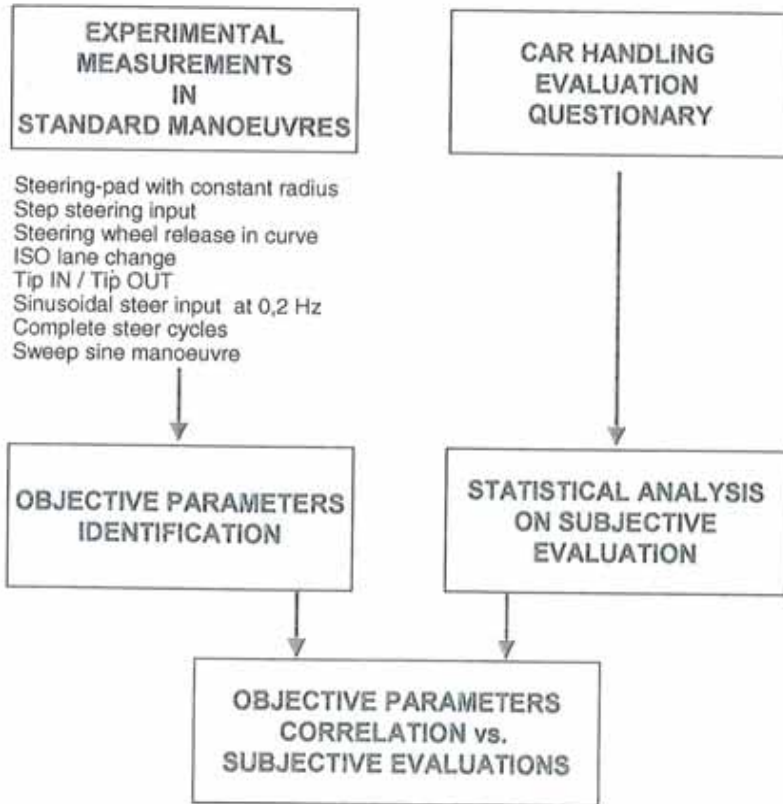 EXPERIMENTAL
MEASUREMENTS
IN
STANDARD MANOEUVRES
CAR HANDLING
EVALUATION
QUESTIONARY
Steering-pad with constant radius
Step steering input
Steering wheel release in curve
ISO lane change
Tip IN / Tip OUT
Sinusoidal steer input at 0,2 Hz
Complete steer cycles
Sweep sine manoeuvre
OBJECTIVE PARAMETERS
IDENTIFICATION
STATISTICAL ANALYSIS
ON SUBJECTIVE
EVALUATION
OBJECTIVE PARAMETERS
CORRELATION vs.
SUBJECTIVE EVALUATIONS